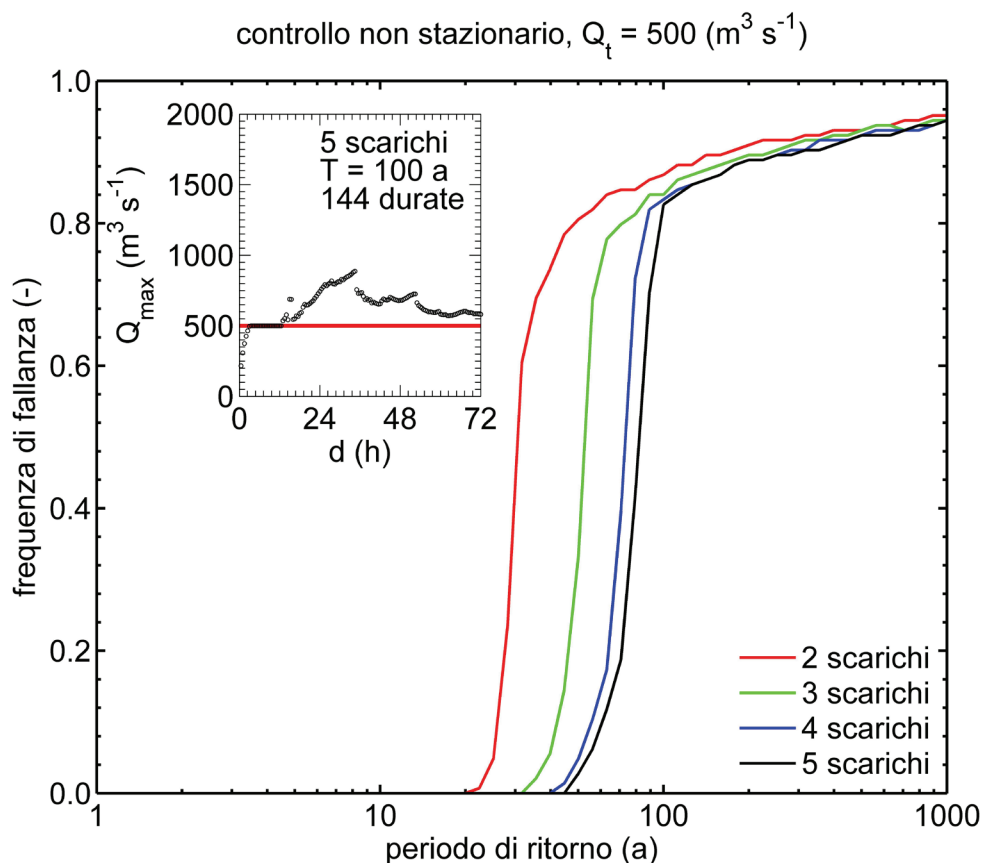 controllo non stazionario, Q_t = 500 (m³ s⁻¹)
frequenza di fallanza (-)
1.0
0.8
0.6
0.4
0.2
0.0
1
10
100
1000
periodo di ritorno (a)
Q_max (m³ s⁻¹)
2000
1500
1000
500
0
0
24
48
72
d (h)
5 scarichi
T = 100 a
144 durate
2 scarichi
3 scarichi
4 scarichi
5 scarichi